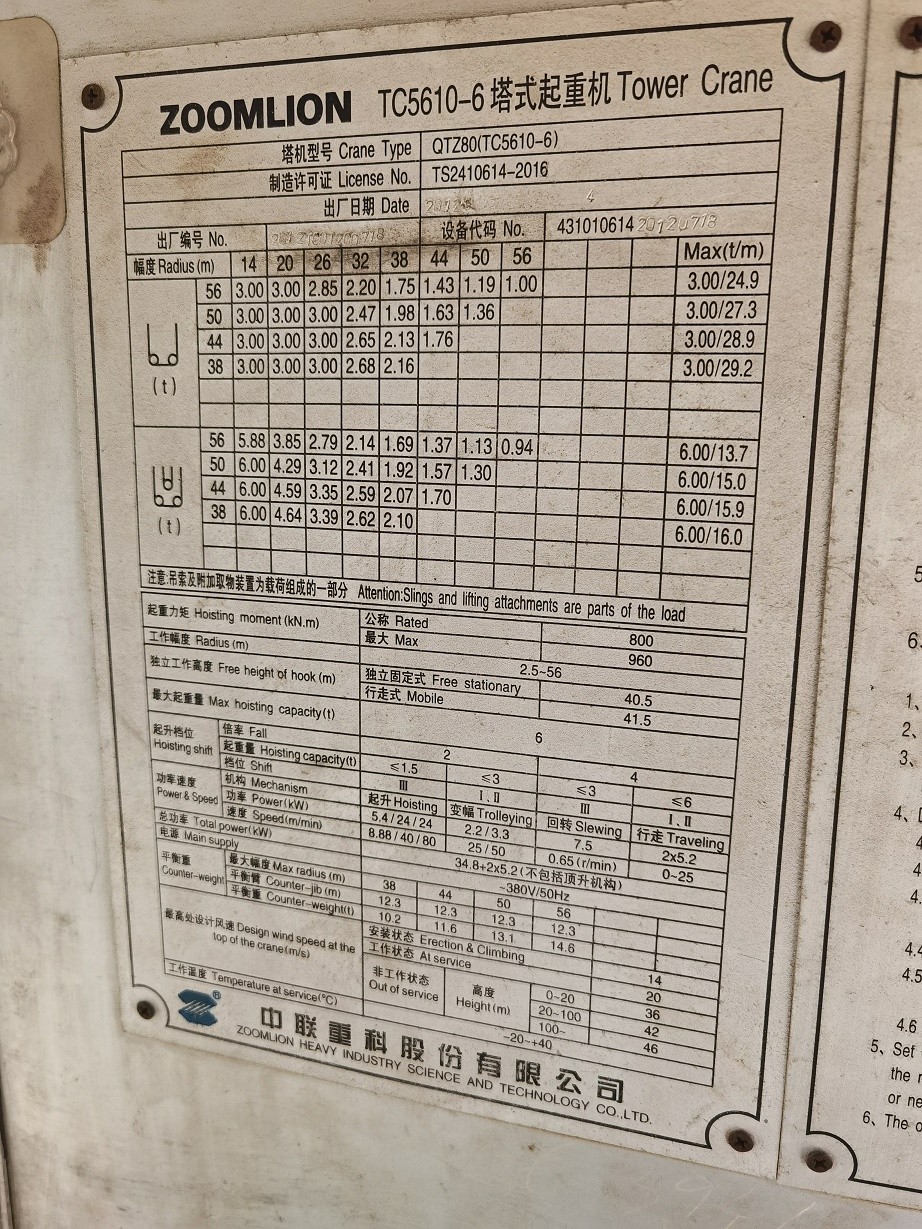 ZOOMLION TC5610-6 塔式起重机 Tower Crane
塔机型号 Crane Type QTZ80(TC5610-6)
制造许可证 License No. TS2410614-2016
出厂日期 Date 4
出厂编号 No. 设备代码 No. 431010614
幅度 Radius(m) 14 20 26 32 38 44 50 56 Max(t/m)
56 3.00 3.00 2.85 2.20 1.75 1.43 1.19 1.00 3.00/24.9
50 3.00 3.00 3.00 2.47 1.98 1.63 1.36 3.00/27.3
44 3.00 3.00 3.00 2.65 2.13 1.76 3.00/28.9
38 3.00 3.00 3.00 2.68 2.16 3.00/29.2
(t)
56 5.88 3.85 2.79 2.14 1.69 1.37 1.13 0.94 6.00/13.7
50 6.00 4.29 3.12 2.41 1.92 1.57 1.30 6.00/15.0
44 6.00 4.59 3.35 2.59 2.07 1.70 6.00/15.9
38 6.00 4.64 3.39 2.62 2.10 6.00/16.0
(t)
注意:吊索及附加取物装置为载荷组成的一部分 Attention:Slings and lifting attachments are parts of the load
起重力矩 Hoisting moment(kN.m) 公称 Rated 800
最大 Max 960
工作幅度 Radius(m) 2.5~56
独立工作高度 Free height of hook(m) 独立固定式 Free stationary 40.5
行走式 Mobile 41.5
最大起重量 Max hoisting capacity(t) 6
起升档位 Hoisting shift 倍率 Fall 2 4
起重量 Hoisting capacity(t) ≤1.5 ≤3 ≤3 ≤6
档位 Shift Ⅲ Ⅰ、Ⅱ Ⅲ Ⅰ、Ⅱ
功率速度 Power & Speed 机构 Mechanism 起升 Hoisting 变幅 Trolleying 回转 Slewing 行走 Traveling
功率 Power(kW) 5.4/24/24 2.2/3.3 7.5 2x5.2
速度 Speed(m/min) 8.88/40/80 25/50 0.65(r/min) 0~25
总功率 Total power(kW) 34.8+2x5.2(不包括顶升机构)
电源 Main supply ~380V/50Hz
平衡重 Counter-weight 最大幅度 Max radius(m) 38 44 50 56
平衡臂 Counter-jib(m) 12.3 12.3 12.3 12.3
平衡重 Counter-weight(t) 10.2 11.6 13.1 14.6
最高处设计风速 Design wind speed at the top of the crane(m/s) 安装状态 Erection & Climbing 14
工作状态 At service 20
非工作状态 Out of service 高度 Height(m) 0~20 36
20~100 42
100~ 46
工作温度 Temperature at service(℃) -20~+40
中联重科股份有限公司
ZOOMLION HEAVY INDUSTRY SCIENCE AND TECHNOLOGY CO.,LTD.
5
6.
1、
2、
3、
4、
4.
4.
4.
4.4
4.5
4.6
5、Set
the
or ne
6、The